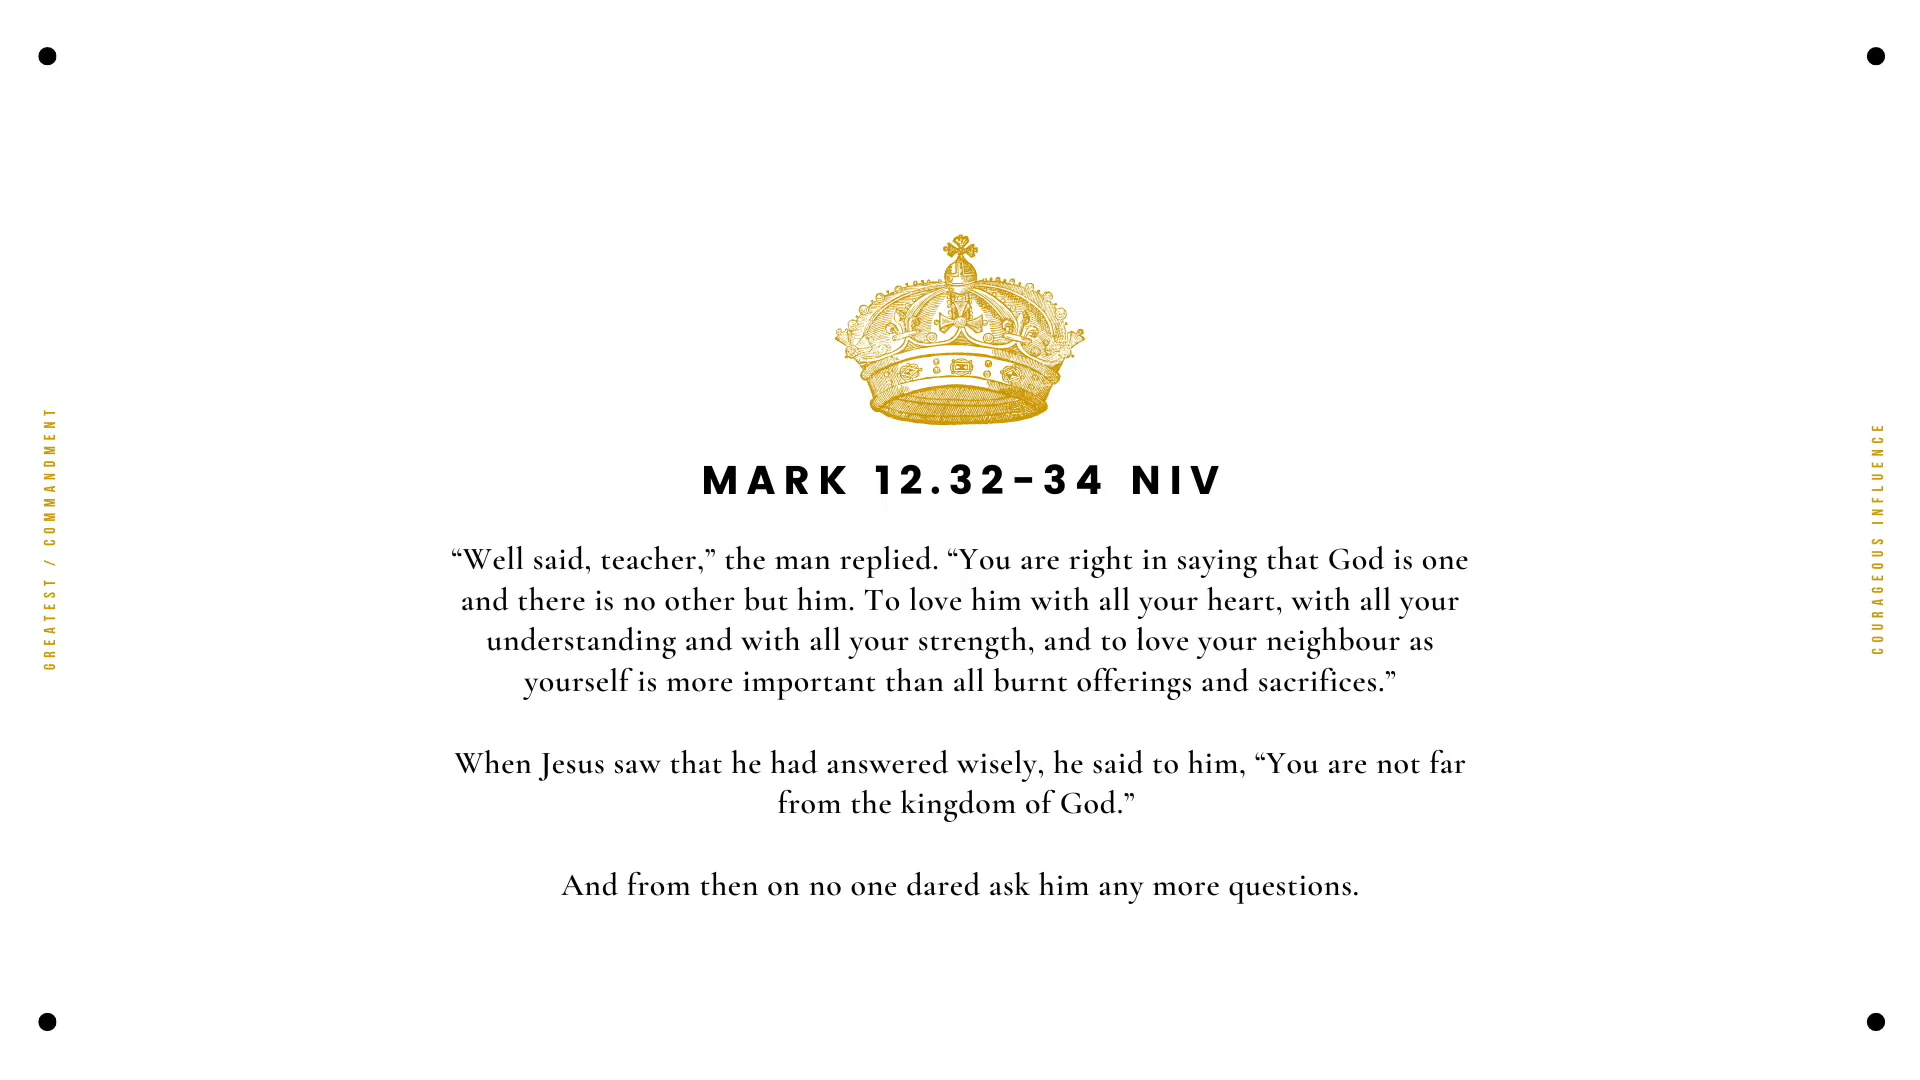 MARK 12.32-34 NIV
“Well said, teacher,” the man replied. “You are right in saying that God is one
and there is no other but him. To love him with all your heart, with all your
understanding and with all your strength, and to love your neighbour as
yourself is more important than all burnt offerings and sacrifices.”
When Jesus saw that he had answered wisely, he said to him, “You are not far
from the kingdom of God.”
And from then on no one dared ask him any more questions.
GREATEST / COMMANDMENT
COURAGEOUS INFLUENCE